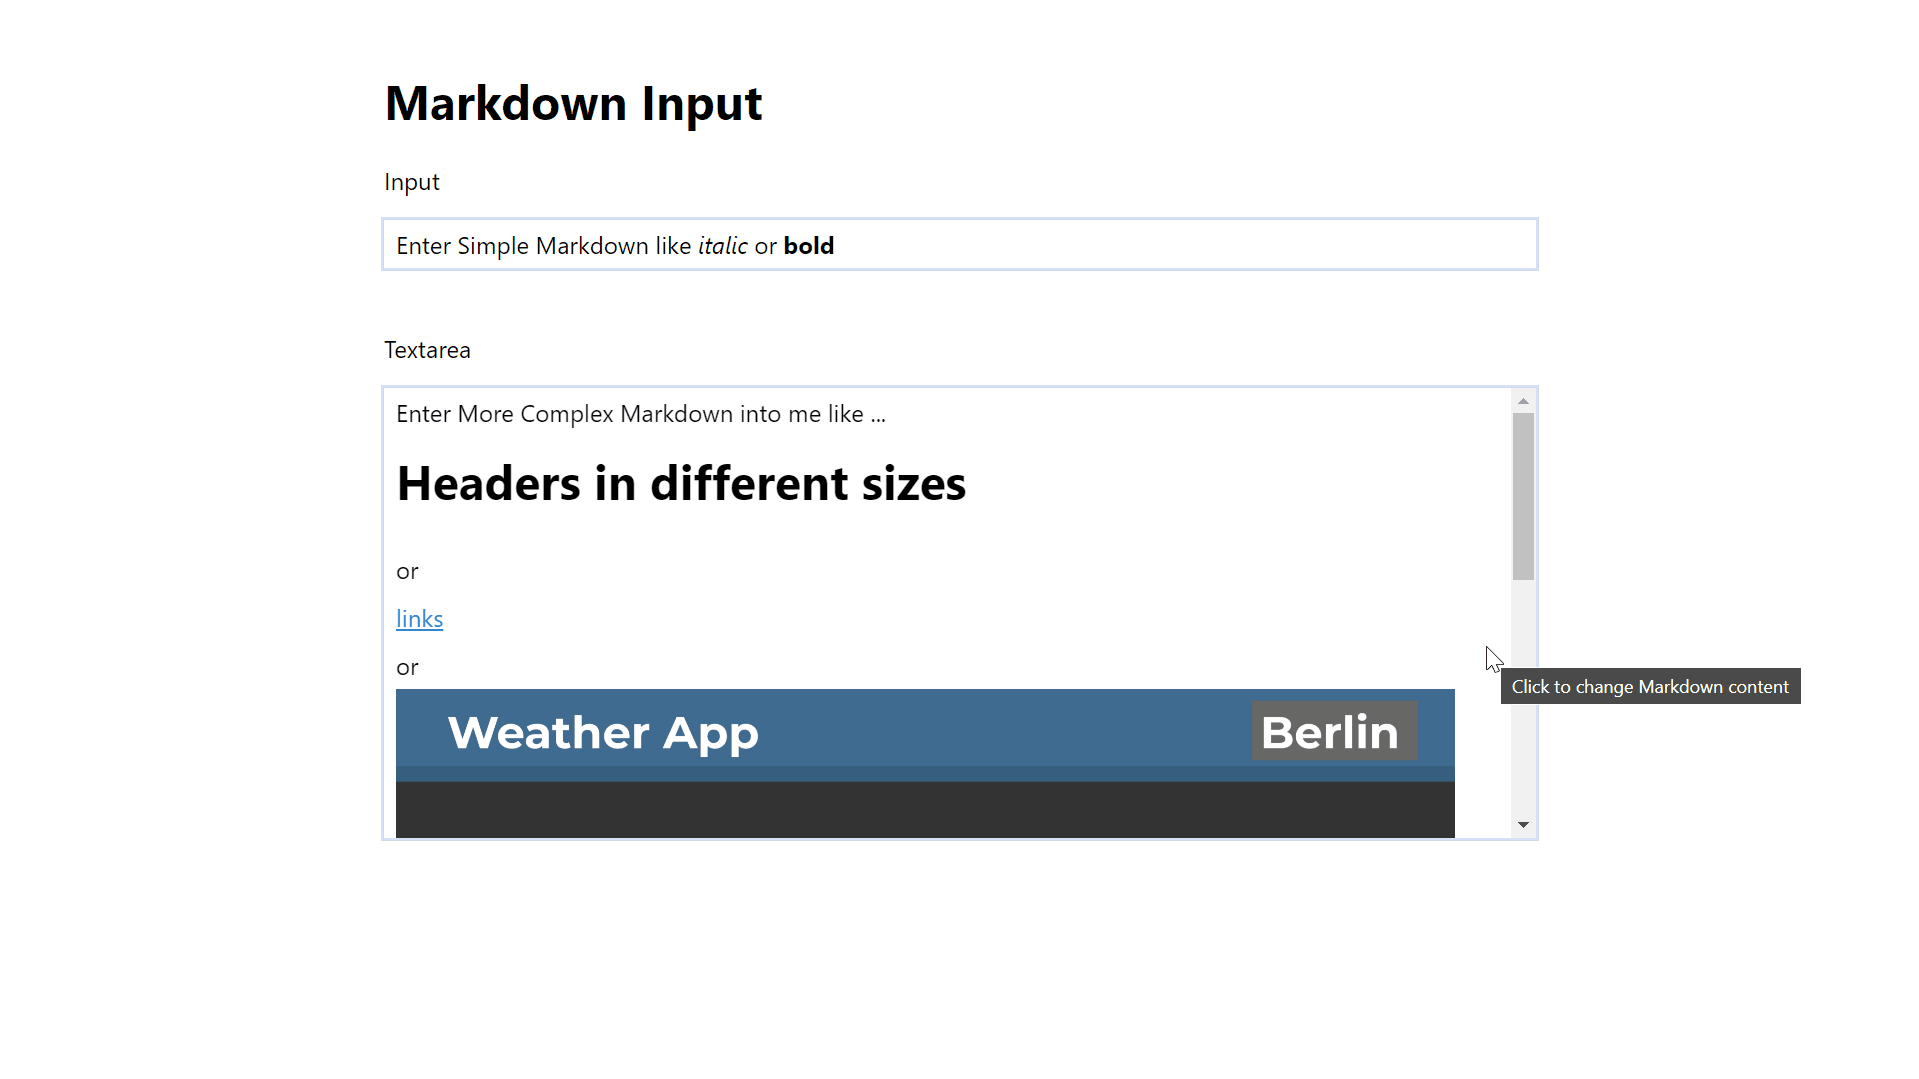 Markdown Input
Input
Enter Simple Markdown like italic or bold
Textarea
Enter More Complex Markdown into me like ...
Headers in different sizes
or
links
or
Click to change Markdown content
Weather App Berlin